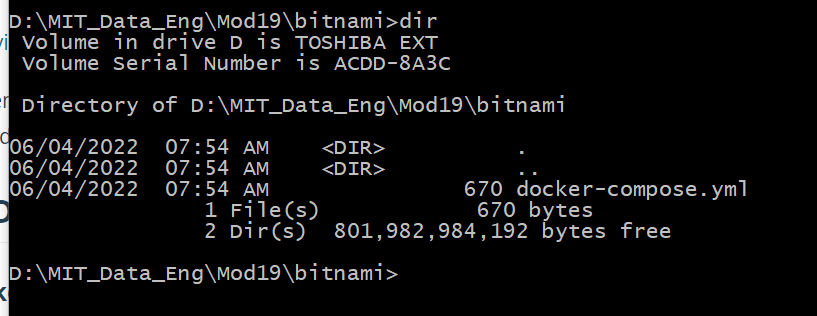 D:\MIT_Data_Eng\Mod19\bitnami>dir
 Volume in drive D is TOSHIBA EXT
 Volume Serial Number is ACDD-8A3C
 Directory of D:\MIT_Data_Eng\Mod19\bitnami
06/04/2022  07:54 AM    <DIR>          .
06/04/2022  07:54 AM    <DIR>          ..
06/04/2022  07:54 AM               670 docker-compose.yml
               1 File(s)            670 bytes
               2 Dir(s)  801,982,984,192 bytes free
D:\MIT_Data_Eng\Mod19\bitnami>